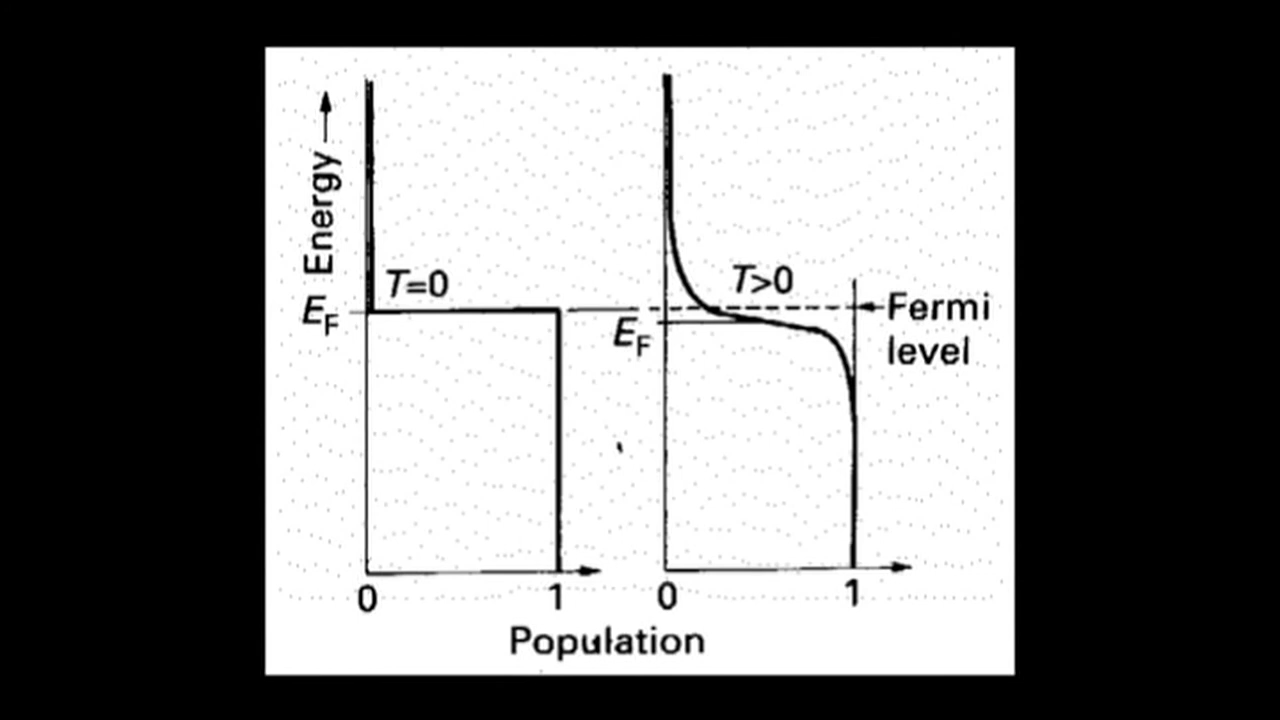 Energy
T=0
E_F
0
1
T>0
E_F
Fermi
level
0
1
Population